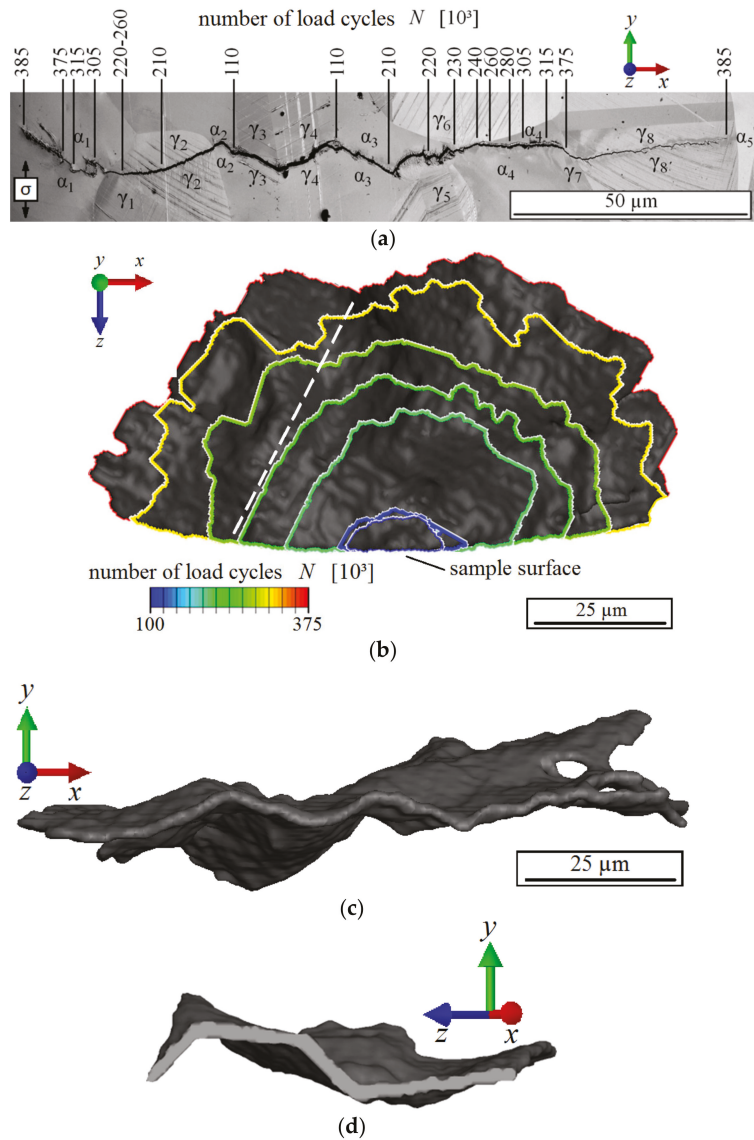 number of load cycles N [10³]
385 375 315 305 220-260 210 110 110 210 220 230 240 260 280 305 315 375 385
y
z x
α₁ γ₂ α₂ γ₃ γ₄ α₃ γ₆ α₄ γ₈ α₅
σ α₁ γ₁ γ₂ α₂ γ₃ γ₄ α₃ γ₅ α₄ γ₇ γ₈
50 µm
(a)
y x
z
number of load cycles N [10³]
sample surface
100 375
25 µm
(b)
y
z x
25 µm
(c)
y
z x
(d)